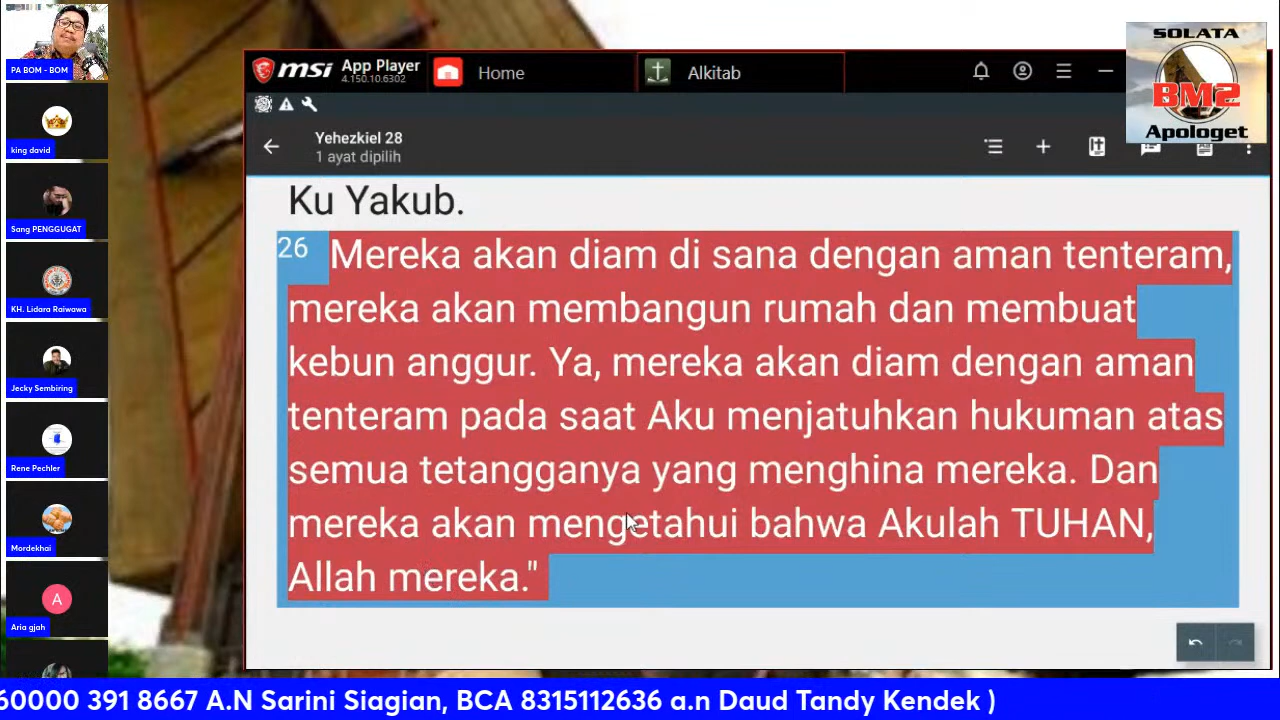 PA BOM - BOM
king david
Sang PENGGUGAT
KH. Lidara Raiwawa
Jecky Sembiring
Rene Pechler
Mordekhai
A
Aria gjah
msi App Player
4.150.10.6302
Home
Alkitab
SOLATA
BM2
Apologet
Yehezkiel 28
1 ayat dipilih
Ku Yakub.
26 Mereka akan diam di sana dengan aman tenteram,
mereka akan membangun rumah dan membuat
kebun anggur. Ya, mereka akan diam dengan aman
tenteram pada saat Aku menjatuhkan hukuman atas
semua tetangganya yang menghina mereka. Dan
mereka akan mengetahui bahwa Akulah TUHAN,
Allah mereka."
60000 391 8667 A.N Sarini Siagian, BCA 8315112636 a.n Daud Tandy Kendek )